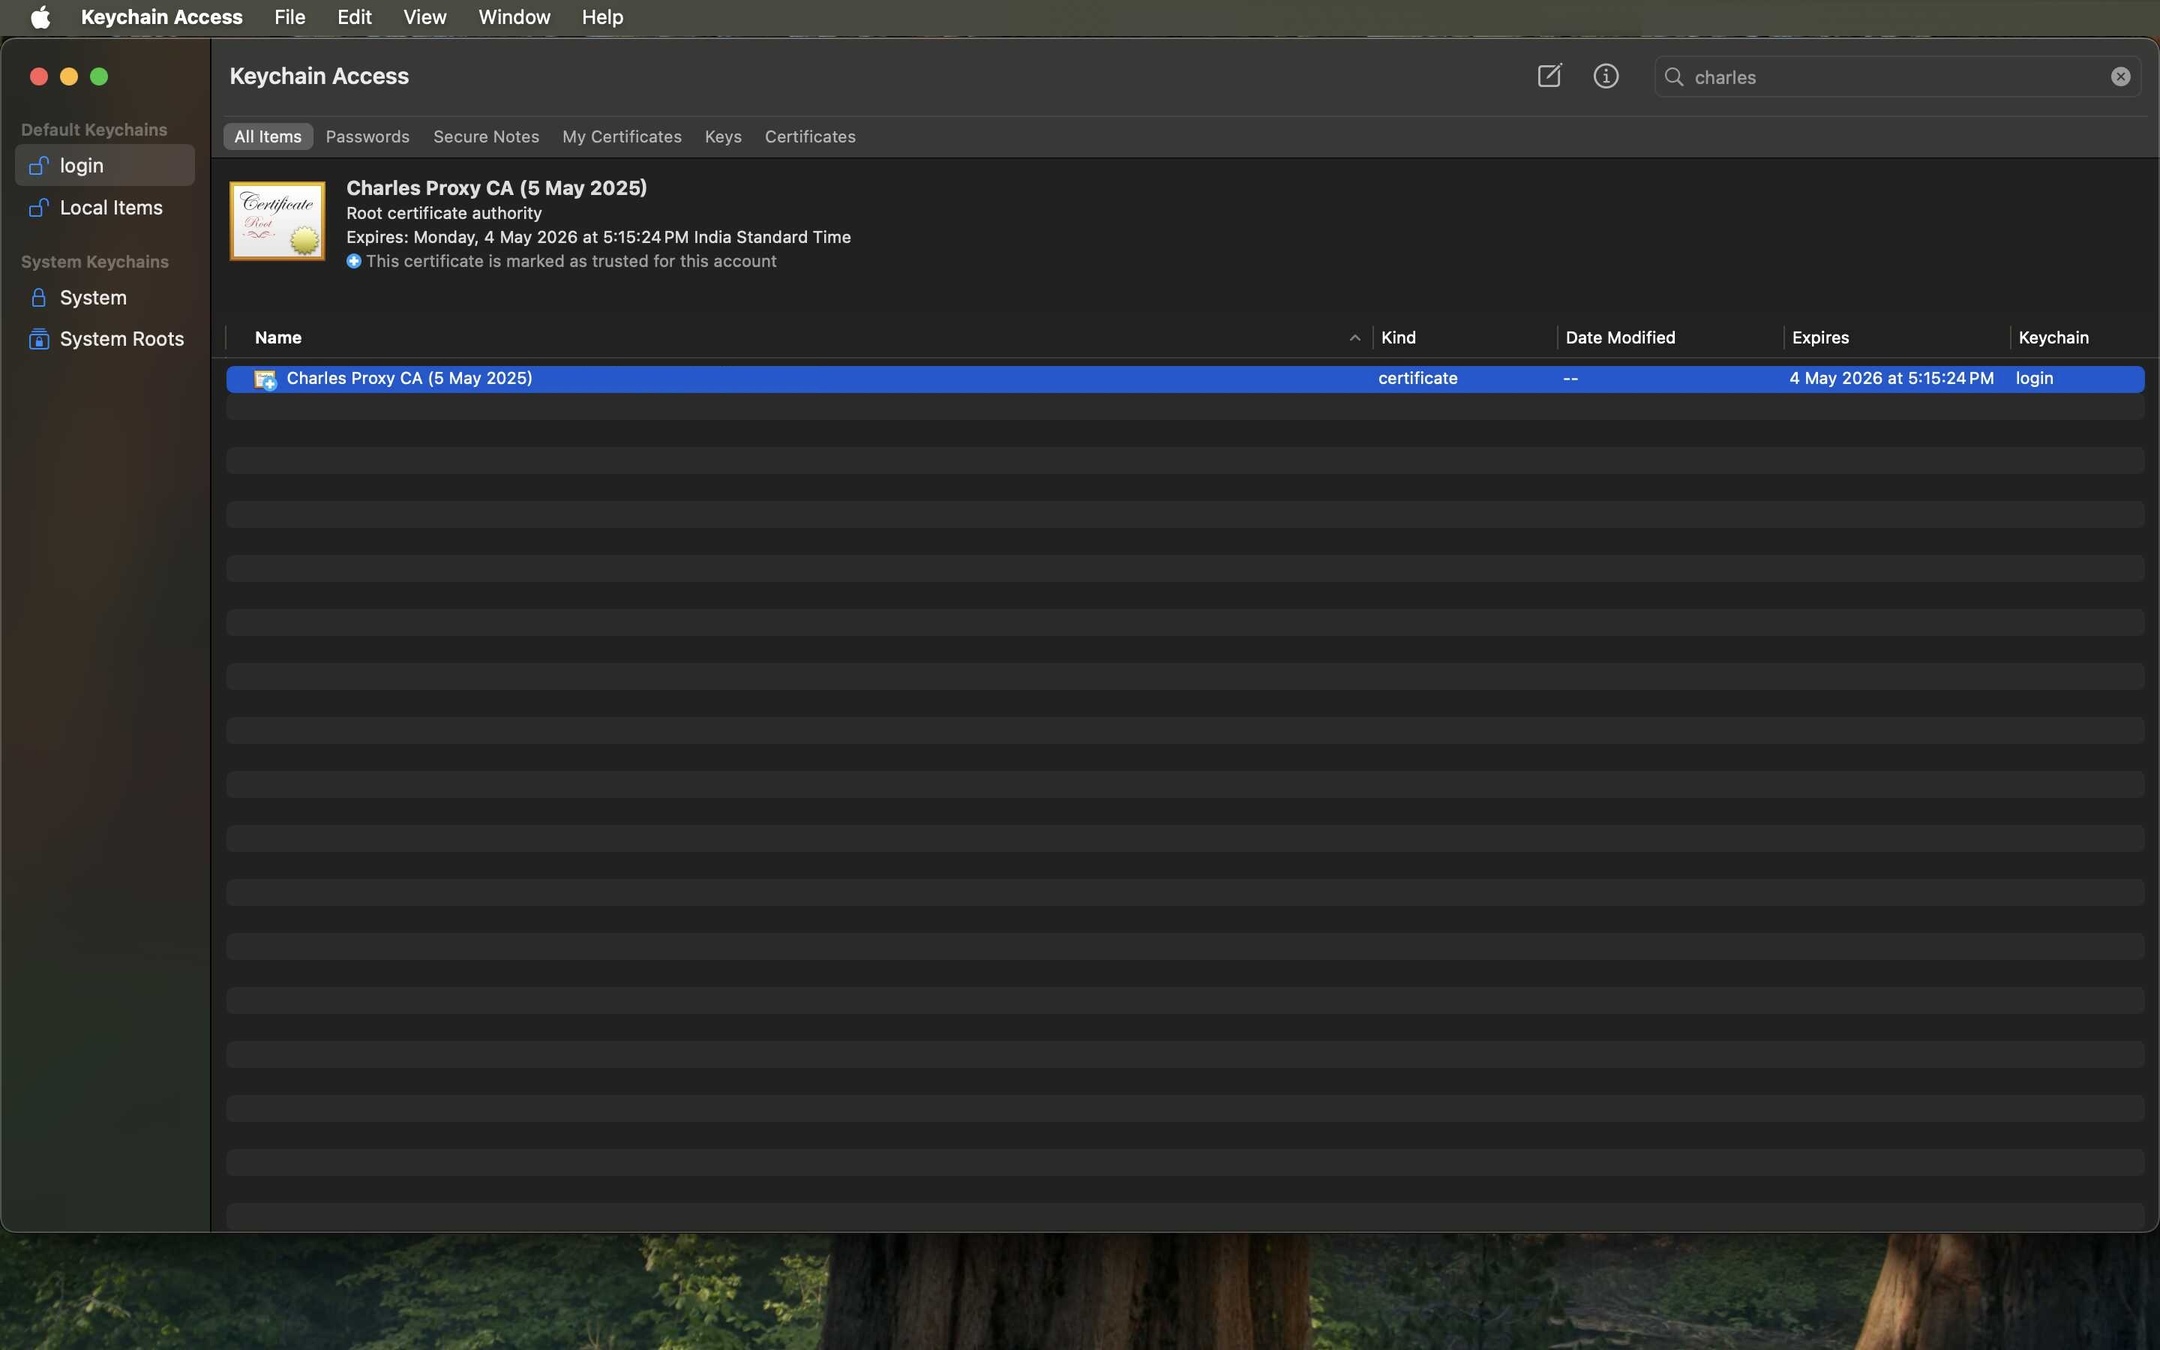 Keychain Access File Edit View Window Help
Keychain Access
charles
Default Keychains
login
Local Items
System Keychains
System
System Roots
All Items Passwords Secure Notes My Certificates Keys Certificates
Certificate
Root
Charles Proxy CA (5 May 2025)
Root certificate authority
Expires: Monday, 4 May 2026 at 5:15:24 PM India Standard Time
This certificate is marked as trusted for this account
Name Kind Date Modified Expires Keychain
Charles Proxy CA (5 May 2025) certificate -- 4 May 2026 at 5:15:24 PM login